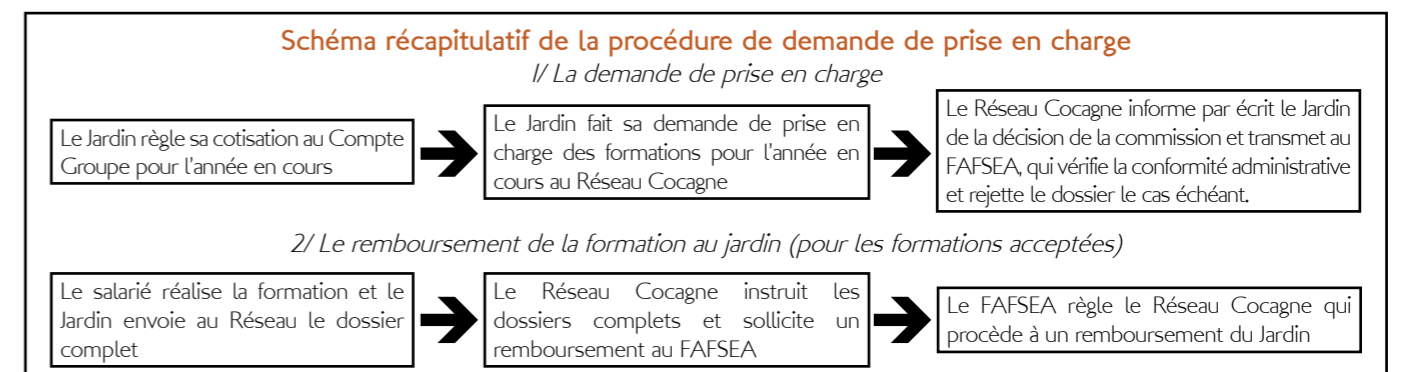 Schéma récapitulatif de la procédure de demande de prise en charge
1/ La demande de prise en charge
Le Jardin règle sa cotisation au Compte
Groupe pour l'année en cours
Le Jardin fait sa demande de prise en
charge des formations pour l'année en
cours au Réseau Cocagne
Le Réseau Cocagne informe par écrit le Jardin
de la décision de la commission et transmet au
FAFSEA, qui vérifie la conformité administrative
et rejette le dossier le cas échéant.
2/ Le remboursement de la formation au jardin (pour les formations acceptées)
Le salarié réalise la formation et le
Jardin envoie au Réseau le dossier
complet
Le Réseau Cocagne instruit les
dossiers complets et sollicite un
remboursement au FAFSEA
Le FAFSEA règle le Réseau Cocagne qui
procède à un remboursement du Jardin